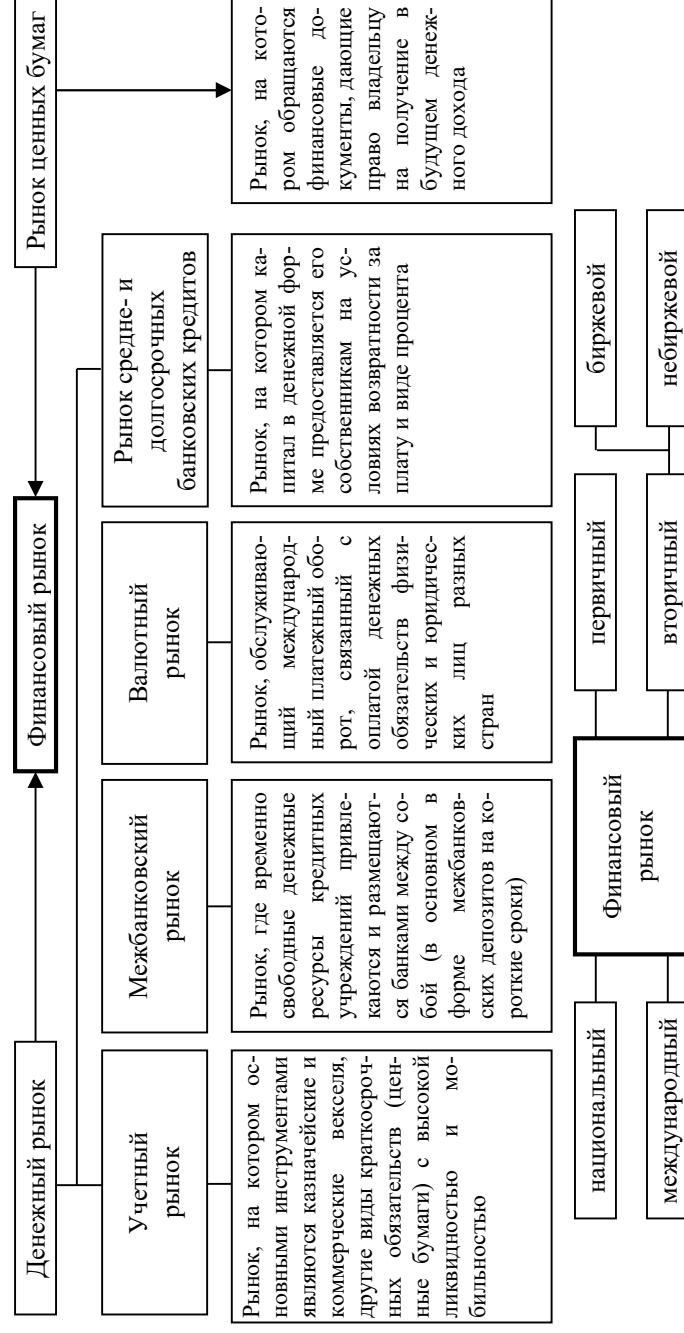 Денежный рынок
Финансовый рынок
Рынок ценных бумаг
Учетный
рынок
Межбанковский
рынок
Валютный
рынок
Рынок средне- и
долгосрочных
банковских кредитов
Рынок, на котором ос-
новными инструментами
являются казначейские и
коммерческие векселя,
другие виды краткосроч-
ных обязательств (цен-
ные бумаги) с высокой
ликвидностью и мо-
бильностью
Рынок, где временно
свободные денежные
ресурсы кредитных
учреждений привле-
каются и размещают-
ся банками между со-
бой (в основном в
форме межбанков-
ских депозитов на ко-
роткие сроки)
Рынок, обслуживаю-
щий международ-
ный платежный обо-
рот, связанный с
оплатой денежных
обязательств физи-
ческих и юридичес-
ких лиц разных
стран
Рынок, на котором ка-
питал в денежной фор-
ме предоставляется его
собственникам на ус-
ловиях возвратности за
плату и виде процента
Рынок, на кото-
ром обращаются
финансовые до-
кументы, дающие
право владельцу
на получение в
будущем денеж-
ного дохода
национальный
международный
Финансовый
рынок
первичный
вторичный
биржевой
небиржевой